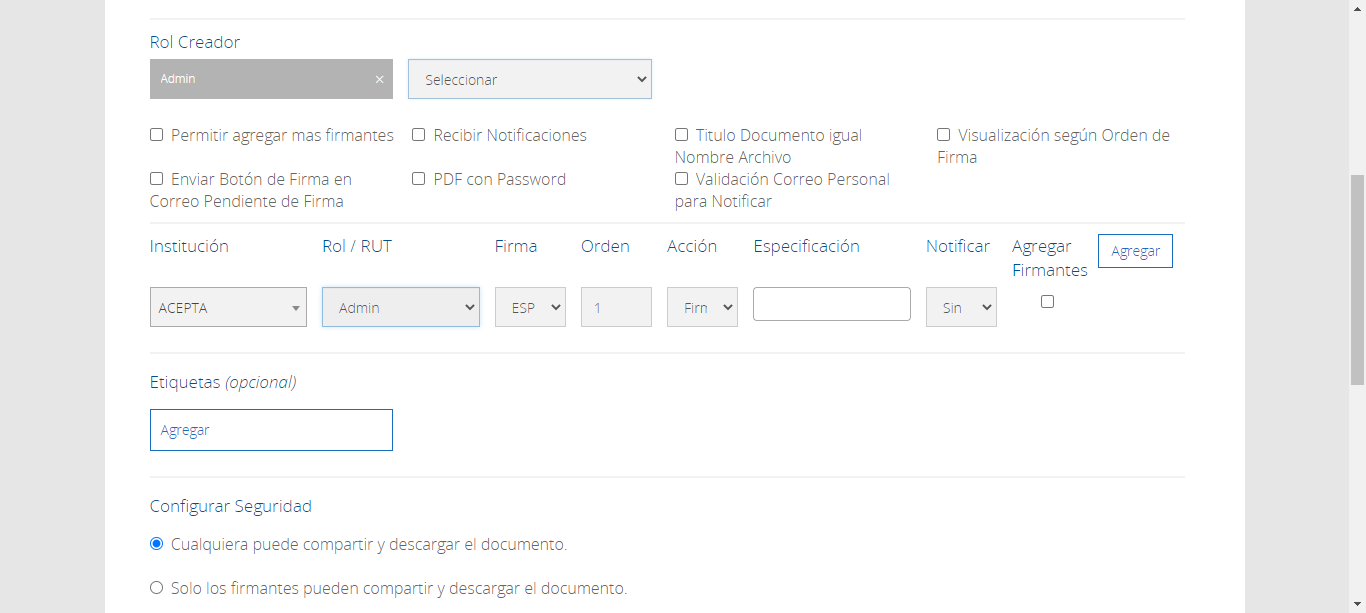 Rol Creador
Admin ×
Seleccionar
Permitir agregar mas firmantes
Recibir Notificaciones
Titulo Documento igual
Nombre Archivo
Visualización según Orden de
Firma
Enviar Botón de Firma en
Correo Pendiente de Firma
PDF con Password
Validación Correo Personal
para Notificar
Institución
Rol / RUT
Firma
Orden
Acción
Especificación
Notificar
Agregar
Firmantes
Agregar
ACEPTA
Admin
ESP
1
Firn
Sin
Etiquetas (opcional)
Agregar
Configurar Seguridad
Cualquiera puede compartir y descargar el documento.
Solo los firmantes pueden compartir y descargar el documento.